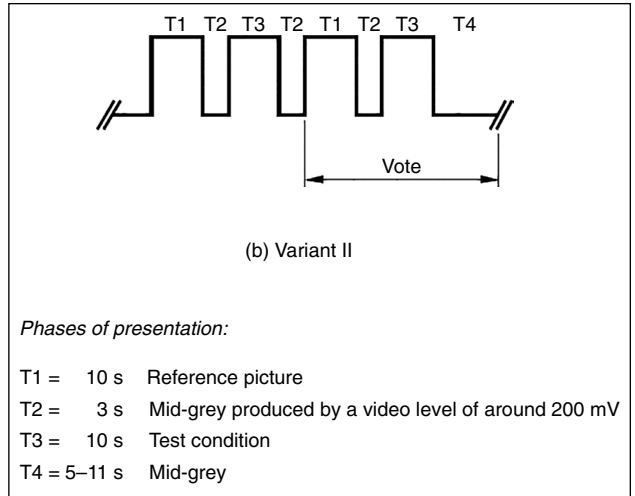 T1 T2 T3 T2 T1 T2 T3 T4
Vote
(b) Variant II
Phases of presentation:
T1 = 10 s Reference picture
T2 = 3 s Mid-grey produced by a video level of around 200 mV
T3 = 10 s Test condition
T4 = 5–11 s Mid-grey